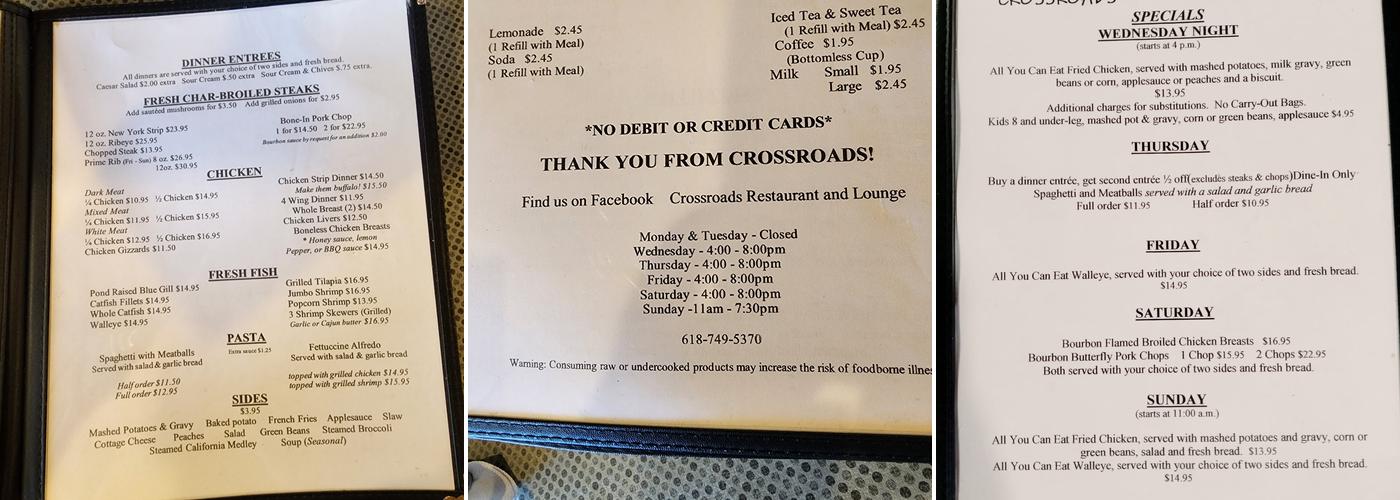 DINNER ENTREES
All dinners are served with your choice of two sides and fresh bread.
Caesar Salad $2.00 extra Sour Cream $.50 extra Sour Cream & Chives $.75 extra.
FRESH CHAR-BROILED STEAKS
Add sautéed mushrooms for $3.50 Add grilled onions for $2.95
12 oz. New York Strip $23.95
12 oz. Ribeye $25.95
Chopped Steak $13.95
Prime Rib (Fri - Sun) 8 oz. $26.95
12oz. $30.95
Bone-In Pork Chop
1 for $14.50 2 for $22.95
Bourbon sauce by request for an addition $2.00
CHICKEN
Dark Meat
¼ Chicken $10.95 ½ Chicken $14.95
Mixed Meat
¼ Chicken $11.95 ½ Chicken $15.95
White Meat
¼ Chicken $12.95 ½ Chicken $16.95
Chicken Gizzards $11.50
Chicken Strip Dinner $14.50
Make them buffalo! $15.50
4 Wing Dinner $11.95
Whole Breast (2) $14.50
Chicken Livers $12.50
Boneless Chicken Breasts
* Honey sauce, lemon
Pepper, or BBQ sauce $14.95
FRESH FISH
Pond Raised Blue Gill $14.95
Catfish Fillets $14.95
Whole Catfish $14.95
Walleye $14.95
Grilled Tilapia $16.95
Jumbo Shrimp $16.95
Popcorn Shrimp $13.95
3 Shrimp Skewers (Grilled)
Garlic or Cajun butter $16.95
PASTA
Extra sauce $1.25
Spaghetti with Meatballs
Served with salad & garlic bread
Half order $11.50
Full order $12.95
Fettuccine Alfredo
Served with salad & garlic bread
topped with grilled chicken $14.95
topped with grilled shrimp $15.95
SIDES
$3.95
Mashed Potatoes & Gravy Baked potato French Fries Applesauce Slaw
Cottage Cheese Peaches Salad Green Beans Steamed Broccoli
Steamed California Medley Soup (Seasonal)
Lemonade $2.45
(1 Refill with Meal)
Soda $2.45
(1 Refill with Meal)
Iced Tea & Sweet Tea
(1 Refill with Meal) $2.45
Coffee $1.95
(Bottomless Cup)
Milk Small $1.95
Large $2.45
*NO DEBIT OR CREDIT CARDS*
THANK YOU FROM CROSSROADS!
Find us on Facebook Crossroads Restaurant and Lounge
Monday & Tuesday - Closed
Wednesday - 4:00 - 8:00pm
Thursday - 4:00 - 8:00pm
Friday - 4:00 - 8:00pm
Saturday - 4:00 - 8:00pm
Sunday -11am - 7:30pm
618-749-5370
Warning: Consuming raw or undercooked products may increase the risk of foodborne illnes
CROSSROADS
SPECIALS
WEDNESDAY NIGHT
(starts at 4 p.m.)
All You Can Eat Fried Chicken, served with mashed potatoes, milk gravy, green
beans or corn, applesauce or peaches and a biscuit.
$13.95
Additional charges for substitutions. No Carry-Out Bags.
Kids 8 and under-leg, mashed pot & gravy, corn or green beans, applesauce $4.95
THURSDAY
Buy a dinner entrée, get second entrée ½ off(excludes steaks & chops)Dine-In Only
Spaghetti and Meatballs served with a salad and garlic bread
Full order $11.95 Half order $10.95
FRIDAY
All You Can Eat Walleye, served with your choice of two sides and fresh bread.
$14.95
SATURDAY
Bourbon Flamed Broiled Chicken Breasts $16.95
Bourbon Butterfly Pork Chops 1 Chop $15.95 2 Chops $22.95
Both served with your choice of two sides and fresh bread.
SUNDAY
(starts at 11:00 a.m.)
All You Can Eat Fried Chicken, served with mashed potatoes and gravy, corn or
green beans, salad and fresh bread. $13.95
All You Can Eat Walleye, served with your choice of two sides and fresh bread.
$14.95